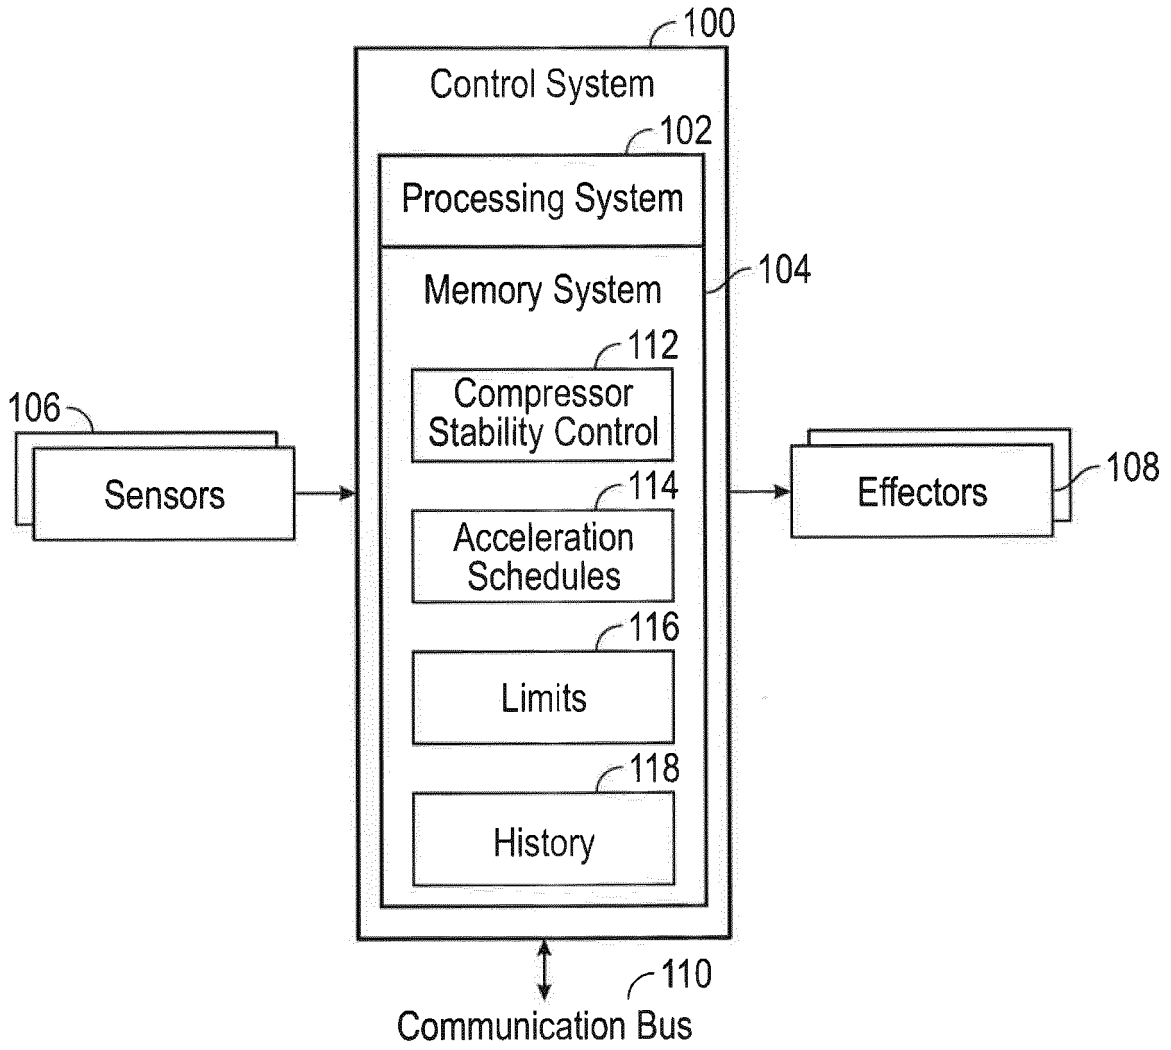 100
Control System
102
Processing System
104
Memory System
112
Compressor
Stability Control
106
Sensors
108
Effectors
114
Acceleration
Schedules
116
Limits
118
History
110
Communication Bus